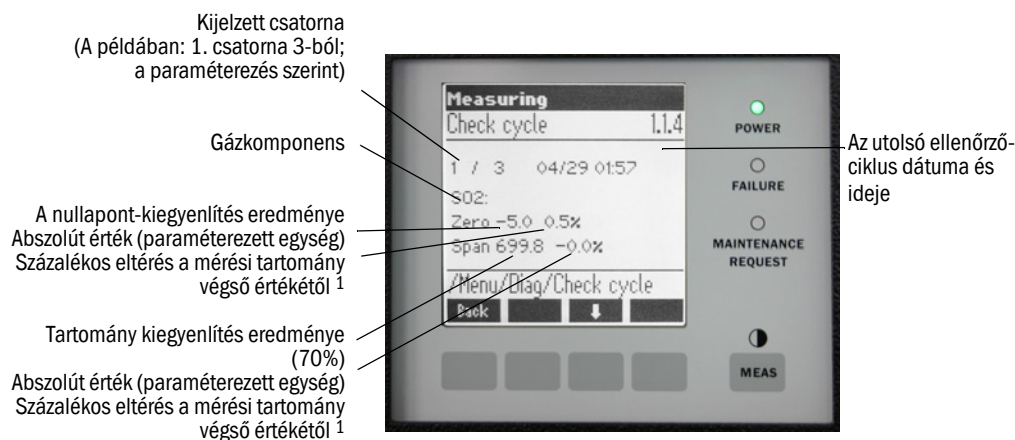 Kijelzett csatorna
(A példában: 1. csatorna 3-ból;
a paraméterezés szerint)
Gázkomponens
A nullapont-kiegyenlítés eredménye
Abszolút érték (paraméterezett egység)
Százalékos eltérés a mérési tartomány
végső értékétől 1
Tartomány kiegyenlítés eredménye
(70%)
Abszolút érték (paraméterezett egység)
Százalékos eltérés a mérési tartomány
végső értékétől 1
Measuring
Check cycle 1.1.4
1 / 3 04/29 01:57
SO2:
Zero -5.0 0.5%
Span 699.8 -0.0%
/Menu/Diag/Check cycle
Back
POWER
FAILURE
MAINTENANCE
REQUEST
MEAS
Az utolsó ellenőrző-
ciklus dátuma és
ideje